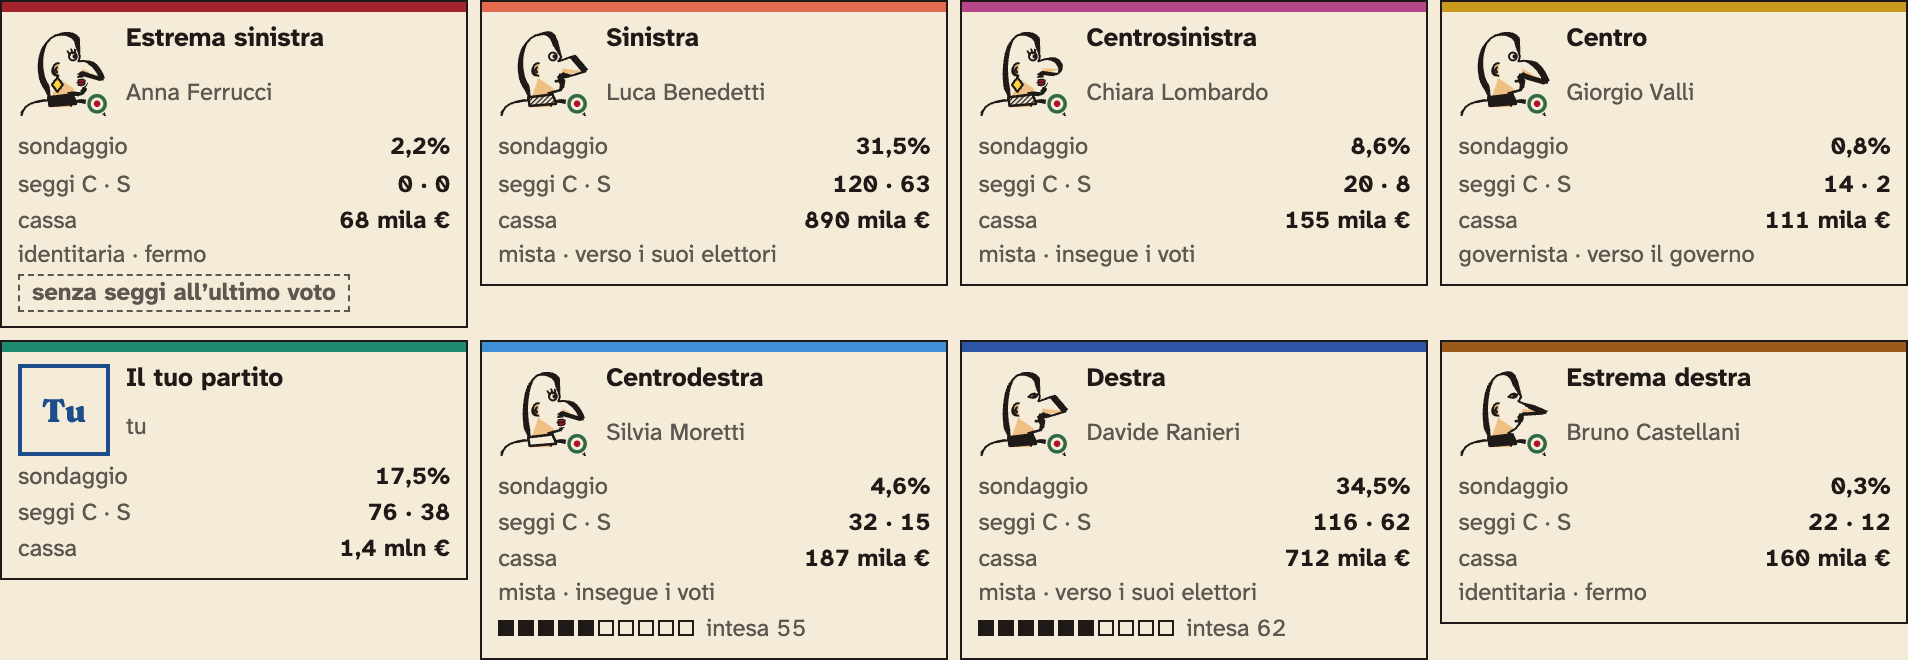 Estrema sinistra
Anna Ferrucci
sondaggio 2,2%
seggi C · S 0 · 0
cassa 68 mila €
identitaria · fermo
senza seggi all’ultimo voto
Sinistra
Luca Benedetti
sondaggio 31,5%
seggi C · S 120 · 63
cassa 890 mila €
mista · verso i suoi elettori
Centrosinistra
Chiara Lombardo
sondaggio 8,6%
seggi C · S 20 · 8
cassa 155 mila €
mista · insegue i voti
Centro
Giorgio Valli
sondaggio 0,8%
seggi C · S 14 · 2
cassa 111 mila €
governista · verso il governo
Tu
Il tuo partito
tu
sondaggio 17,5%
seggi C · S 76 · 38
cassa 1,4 mln €
Centrodestra
Silvia Moretti
sondaggio 4,6%
seggi C · S 32 · 15
cassa 187 mila €
mista · insegue i voti
intesa 55
Destra
Davide Ranieri
sondaggio 34,5%
seggi C · S 116 · 62
cassa 712 mila €
mista · verso i suoi elettori
intesa 62
Estrema destra
Bruno Castellani
sondaggio 0,3%
seggi C · S 22 · 12
cassa 160 mila €
identitaria · fermo